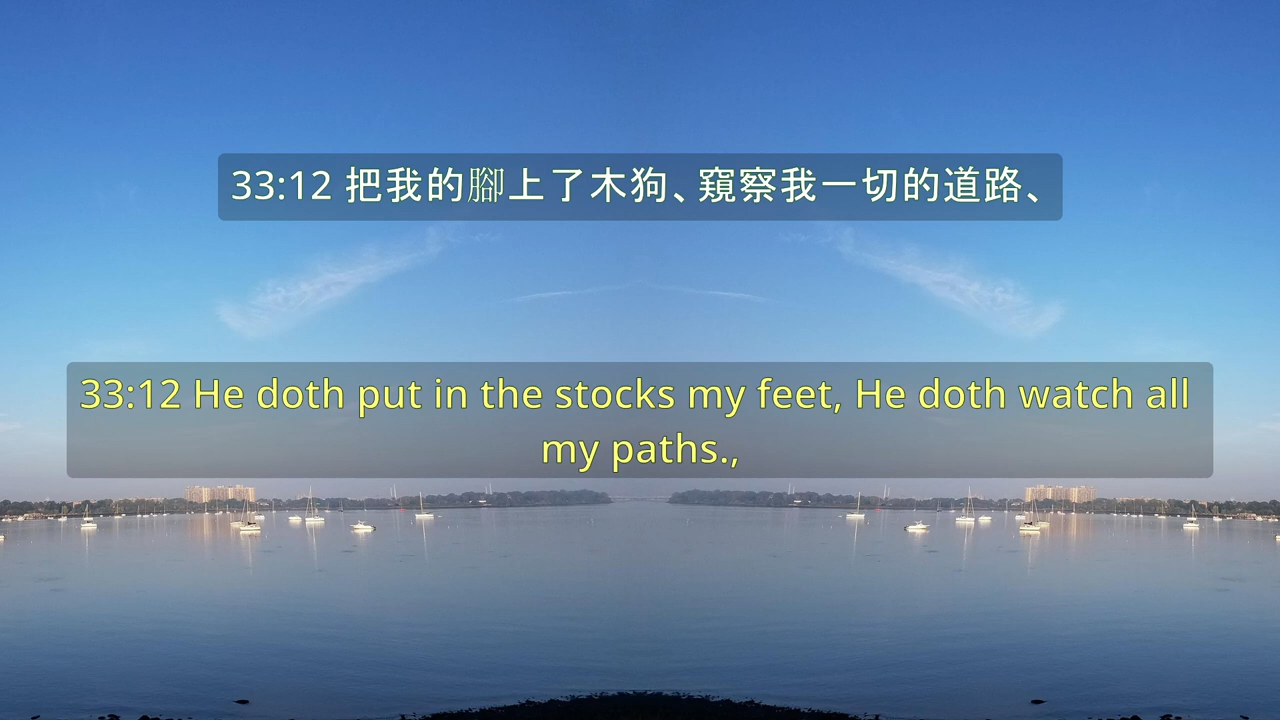 33:12 把我的腳上了木狗、窺察我一切的道路、
33:12 He doth put in the stocks my feet, He doth watch all
my paths.,